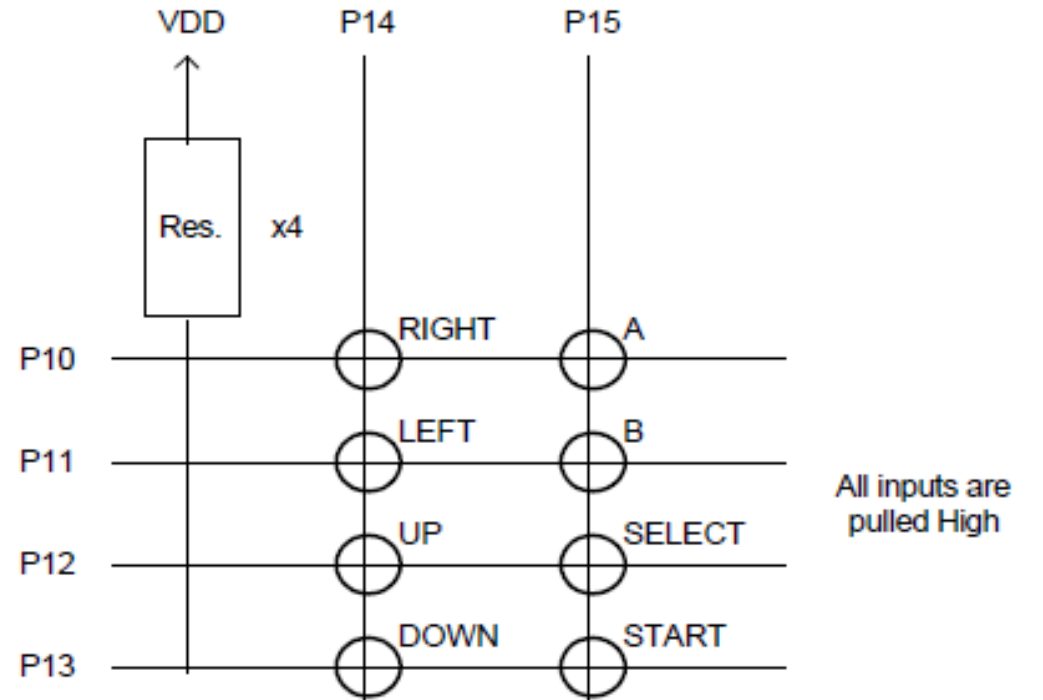 VDD P14 P15
Res. x4
RIGHT A
P10
LEFT B
P11
All inputs are
pulled High
UP SELECT
P12
DOWN START
P13